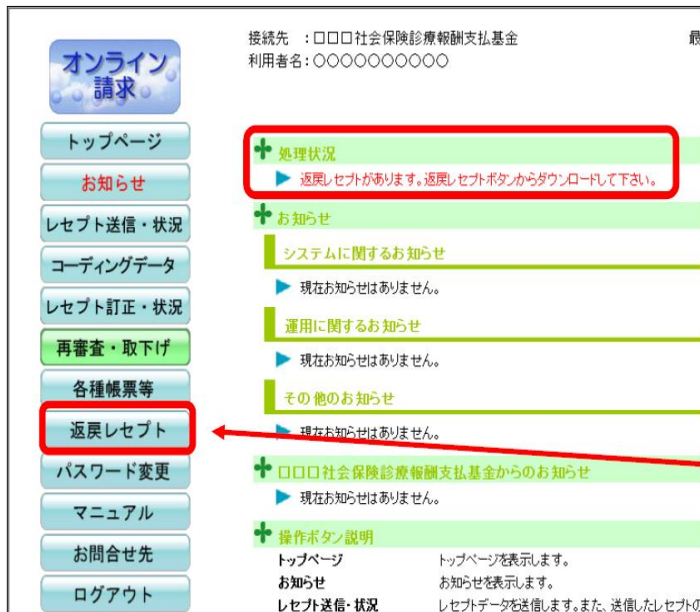 接続先 :□□□社会保険診療報酬支払基金
最
利用者名:○○○○○○○○○○
オンライン
請求
トップページ
お知らせ
レセプト送信・状況
コーディングデータ
レセプト訂正・状況
再審査・取下げ
各種帳票等
返戻レセプト
パスワード変更
マニュアル
お問合せ先
ログアウト
処理状況
返戻レセプトがあります。返戻レセプトボタンからダウンロードして下さい。
お知らせ
システムに関するお知らせ
現在お知らせはありません。
運用に関するお知らせ
現在お知らせはありません。
その他のお知らせ
現在お知らせはありません。
□□□社会保険診療報酬支払基金からのお知らせ
現在お知らせはありません。
操作ボタン説明
トップページ トップページを表示します。
お知らせ お知らせを表示します。
レセプト送信・状況 レセプトデータを送信します。また、送信したレセプトの